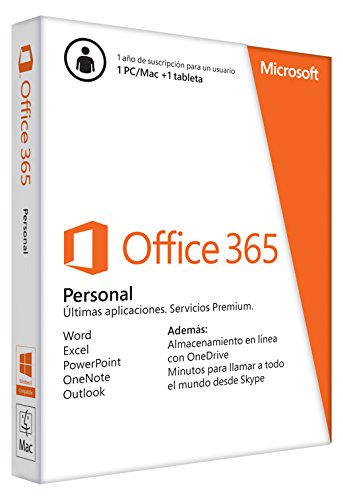 1 año de suscripción para un usuario
1 PC/Mac +1 tableta
Microsoft
Office 365
Personal
Office 365
Personal
Últimas aplicaciones. Servicios Premium.
Word
Excel
PowerPoint
OneNote
Outlook
Además:
Almacenamiento en línea
con OneDrive
Minutos para llamar a todo
el mundo desde Skype
Windows 8
Mac